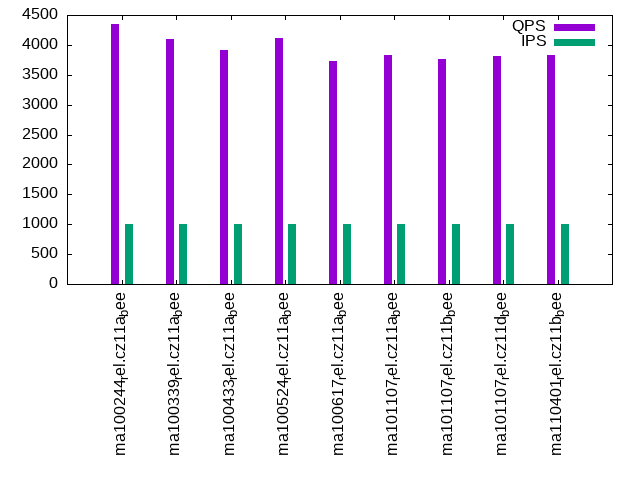 4500
4000
3500
3000
2500
2000
1500
1000
500
0
QPS
IPS
ma100244rel.cz11abee
ma100339rel.cz11abee
ma100433rel.cz11abee
ma100524rel.cz11abee
ma100617rel.cz11abee
ma101107rel.cz11abee
ma101107rel.cz11bbee
ma101107rel.cz11dbee
ma110401rel.cz11bbee